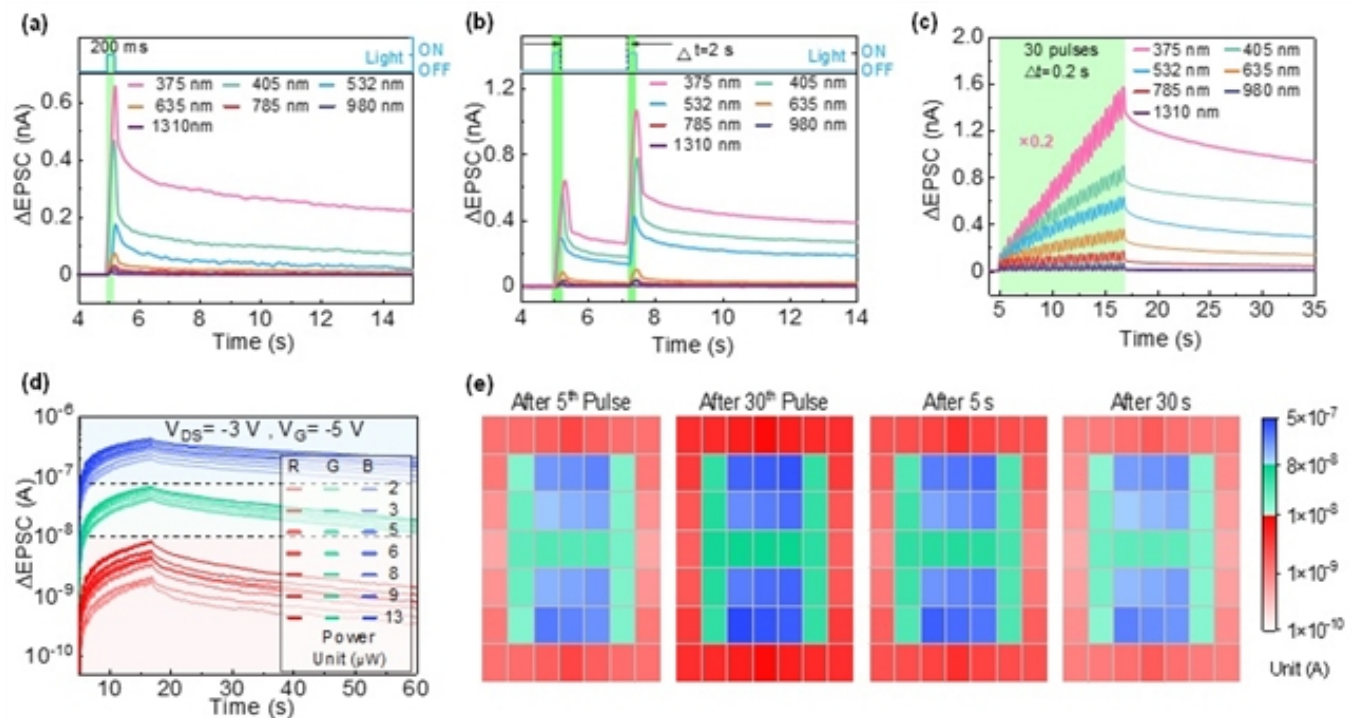 (a)
200 ms
Light
ON
OFF
375 nm 405 nm 532 nm
635 nm 785 nm 980 nm
1310nm
ΔEPSC (nA)
0.6
0.4
0.2
0
4 6 8 10 12 14
Time (s)
(b)
Δt=2 s
Light
ON
OFF
375 nm 405 nm
532 nm 635 nm
785 nm 980 nm
1310 nm
ΔEPSC (nA)
1.2
0.8
0.4
0.0
4 6 8 10 12 14
Time (s)
(c)
30 pulses
Δt=0.2 s
375 nm 405 nm
532 nm 635 nm
785 nm 980 nm
1310 nm
×0.2
ΔEPSC (nA)
2.0
1.6
1.2
0.8
0.4
0
5 10 15 20 25 30 35
Time (s)
(d)
V_DS= -3 V , V_G= -5 V
R G B
2
3
5
6
8
9
13
Power
Unit (µW)
ΔEPSC (A)
10⁻⁶
10⁻⁷
10⁻⁸
10⁻⁹
10⁻¹⁰
10 20 30 40 50 60
Time (s)
(e)
After 5th Pulse After 30th Pulse After 5 s After 30 s
5×10⁻⁷
8×10⁻⁸
1×10⁻⁸
1×10⁻⁹
1×10⁻¹⁰
Unit (A)